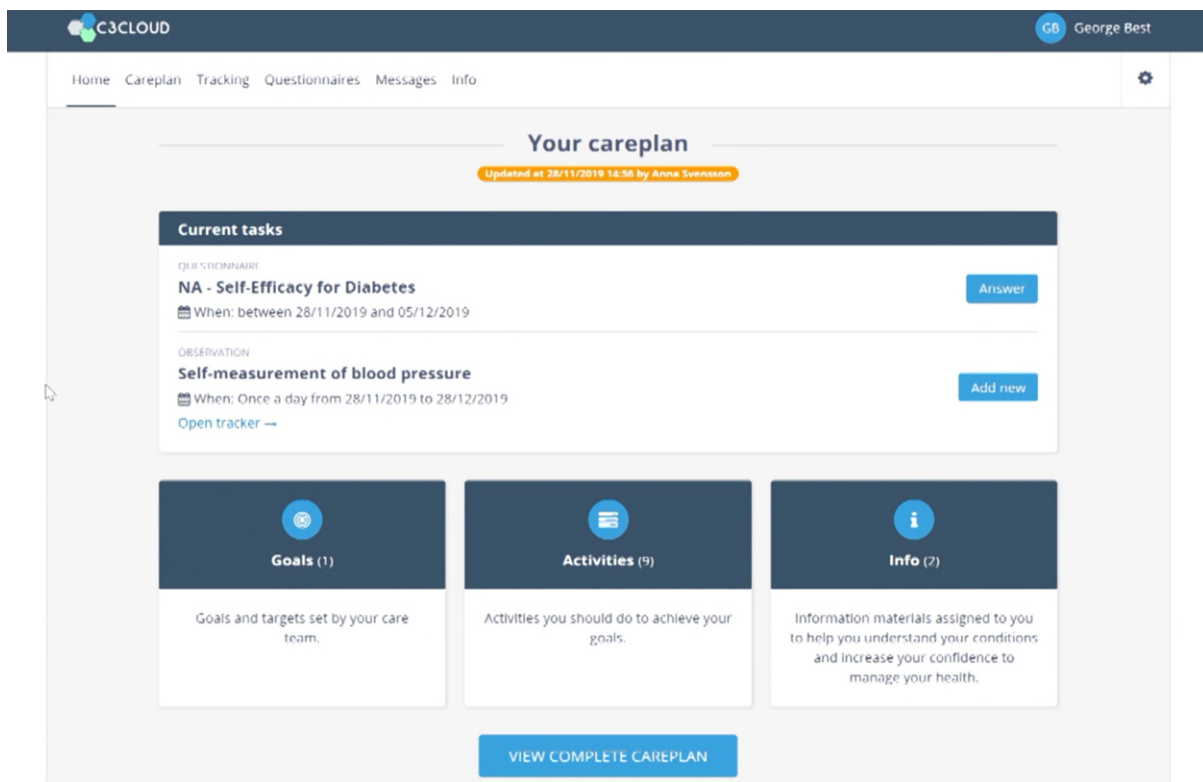 C3CLOUD
GB George Best
Home Careplan Tracking Questionnaires Messages Info
Your careplan
Updated at 28/11/2019 14:56 by Anna Svensson
Current tasks
QUESTIONNAIRE
NA - Self-Efficacy for Diabetes
Answer
When: between 28/11/2019 and 05/12/2019
OBSERVATION
Self-measurement of blood pressure
Add new
When: Once a day from 28/11/2019 to 28/12/2019
Open tracker →
Goals (1)
Goals and targets set by your care
team.
Activities (9)
Activities you should do to achieve your
goals.
Info (2)
Information materials assigned to you
to help you understand your conditions
and increase your confidence to
manage your health.
VIEW COMPLETE CAREPLAN